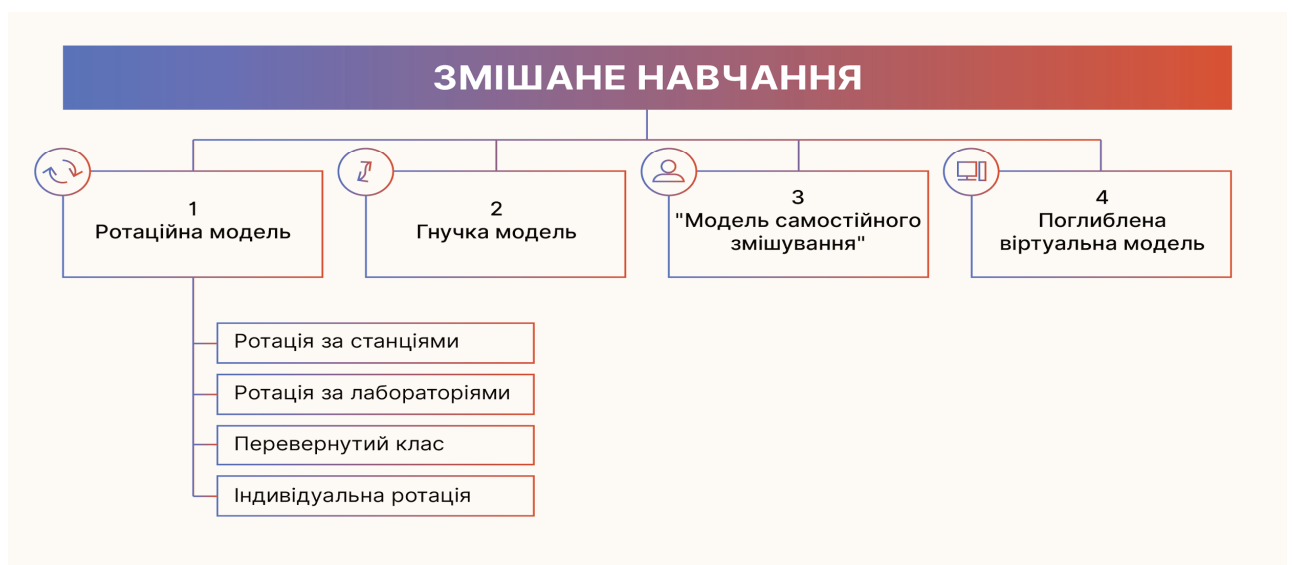 ЗМІШАНЕ НАВЧАННЯ
1
Ротаційна модель
2
Гнучка модель
3
"Модель самостійного
змішування"
4
Поглиблена
віртуальна модель
Ротація за станціями
Ротація за лабораторіями
Перевернутий клас
Індивідуальна ротація